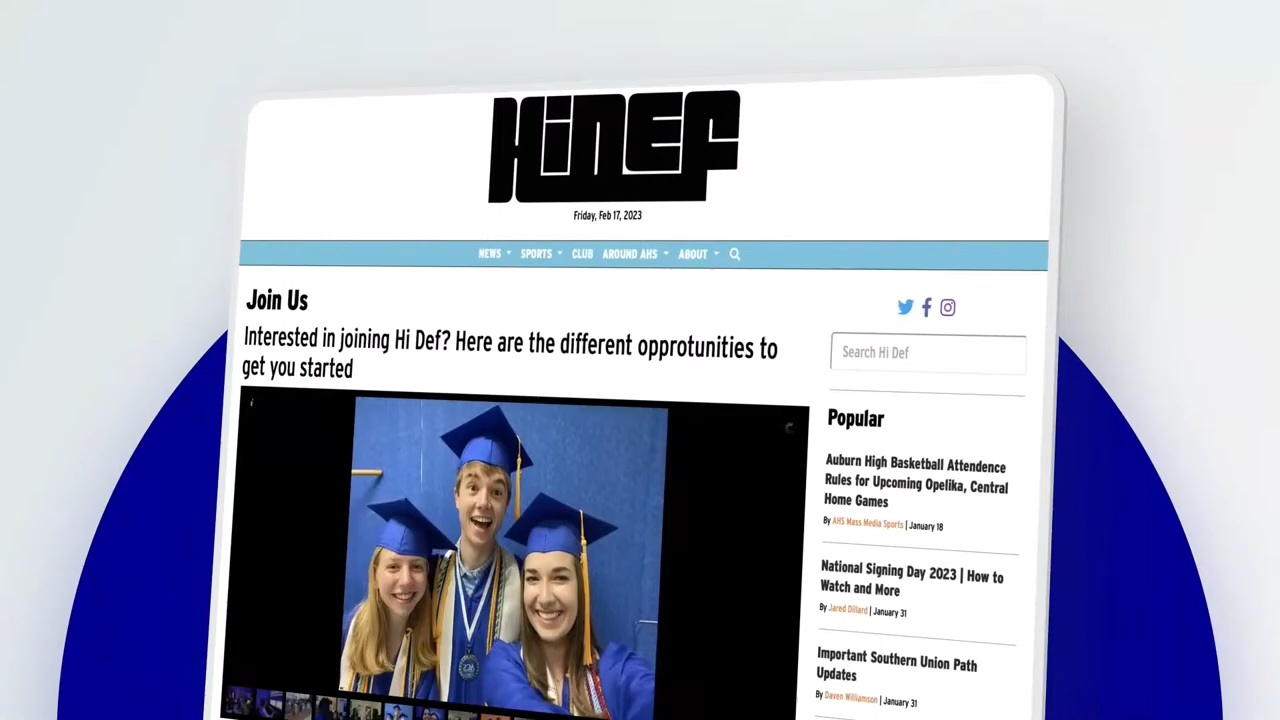 HiDEF
Friday, Feb 17, 2023
NEWS SPORTS CLUB AROUND AHS ABOUT
Join Us
Interested in joining Hi Def? Here are the different opprotunities to
get you started
Search Hi Def
Popular
Auburn High Basketball Attendence
Rules for Upcoming Opelika, Central
Home Games
By AHS Mass Media Sports | January 18
National Signing Day 2023 | How to
Watch and More
By Jared Dillard | January 31
Important Southern Union Path
Updates
By Daven Williamson | January 31